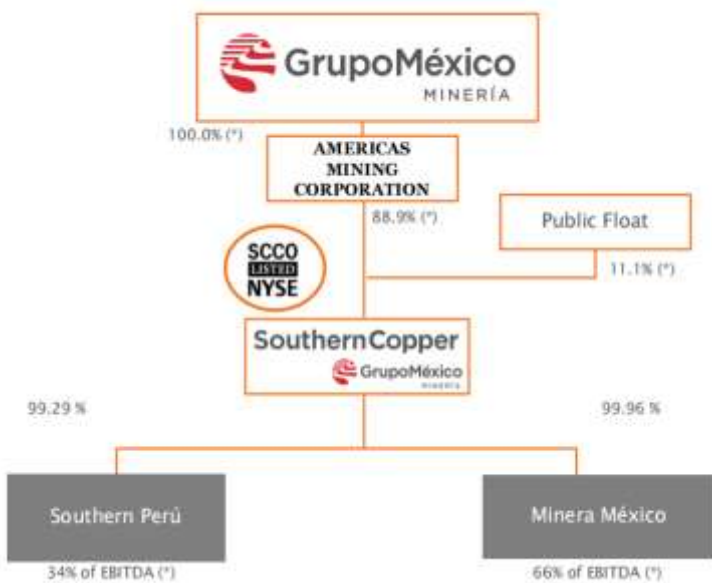 GrupoMéxico
MINERÍA
100.0% (*)
AMERICAS
MINING
CORPORATION
88.9% (*)
Public Float
11.1% (*)
SCCO
LISTED
NYSE
SouthernCopper
GrupoMéxico
MINERÍA
99.29 %
99.96 %
Southern Perú
Minera México
34% of EBITDA (*)
66% of EBITDA (*)